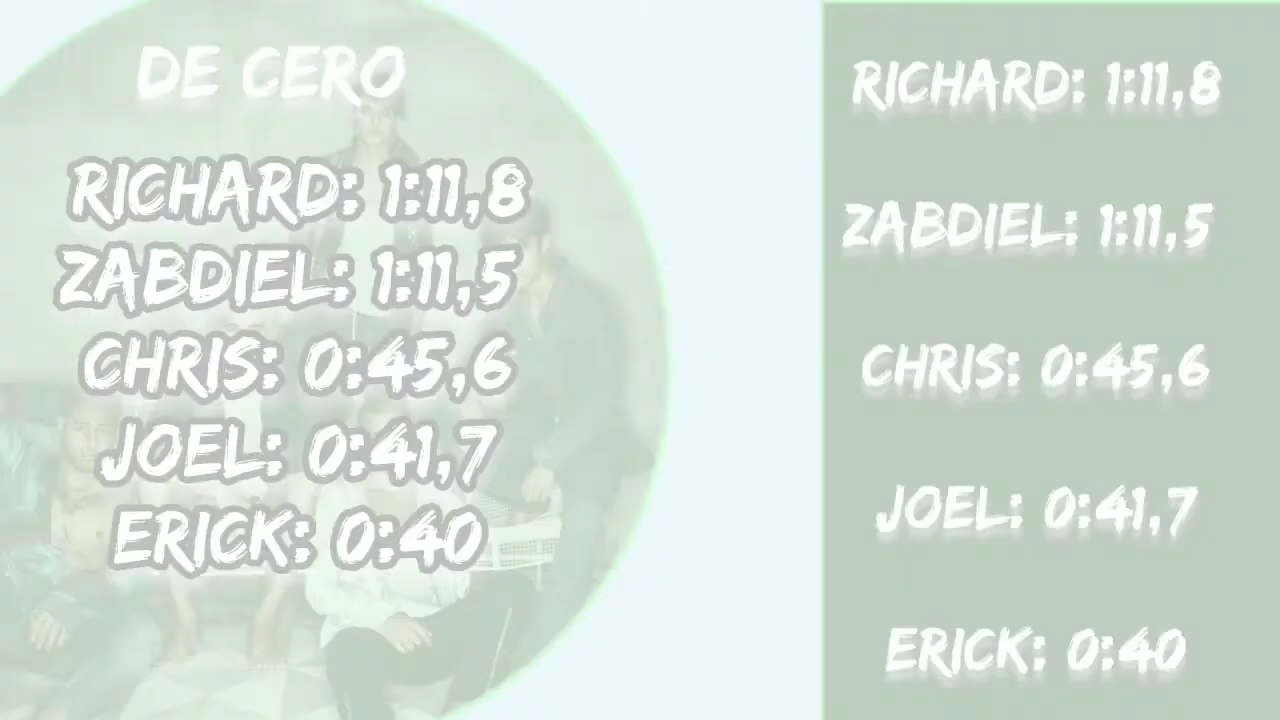 DE CERO
RICHARD: 1:11,8
ZABDIEL: 1:11,5
CHRIS: 0:45,6
JOEL: 0:41,7
ERICK: 0:40
RICHARD: 1:11,8
ZABDIEL: 1:11,5
CHRIS: 0:45,6
JOEL: 0:41,7
ERICK: 0:40